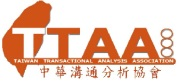 TTAA
TAIWAN TRANSACTIONAL ANALYSIS ASSOCIATION
中華溝通分析協會